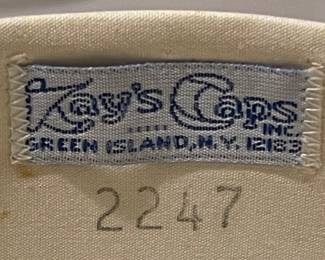 Kay's Caps
INC.
GREEN ISLAND, N.Y. 12183
2247